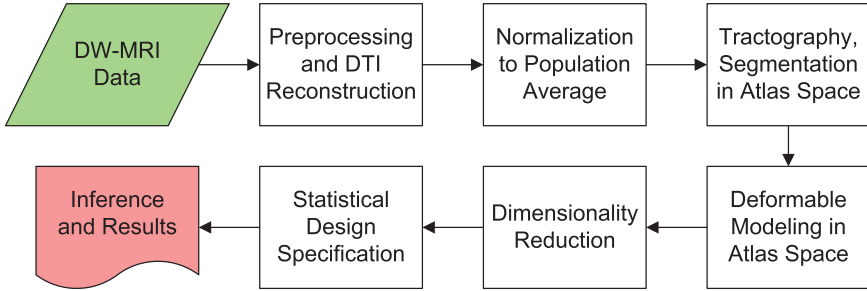 DW-MRI
Data
Preprocessing
and DTI
Reconstruction
Normalization
to Population
Average
Tractography,
Segmentation
in Atlas Space
Deformable
Modeling in
Atlas Space
Dimensionality
Reduction
Statistical
Design
Specification
Inference
and Results